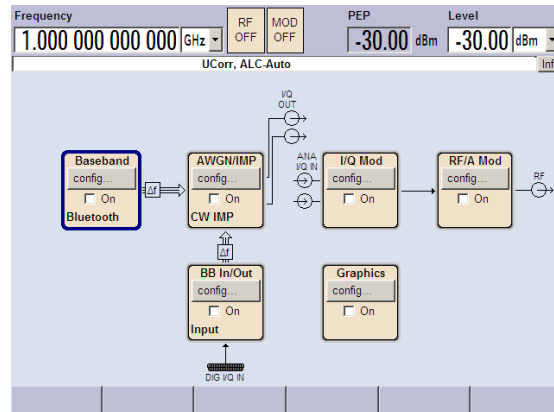 Frequency RF OFF MOD OFF PEP Level
1.000 000 000 000 GHz -30.00 dBm -30.00 dBm
UCorr, ALC-Auto Inf
I/Q OUT
Baseband AWGN/IMP ANA I/Q IN I/Q Mod RF/A Mod
config... Δf config... config... config... RF
On On On On
Bluetooth CW IMP
Δf
BB In/Out Graphics
config... config...
On On
Input
DIG I/Q IN